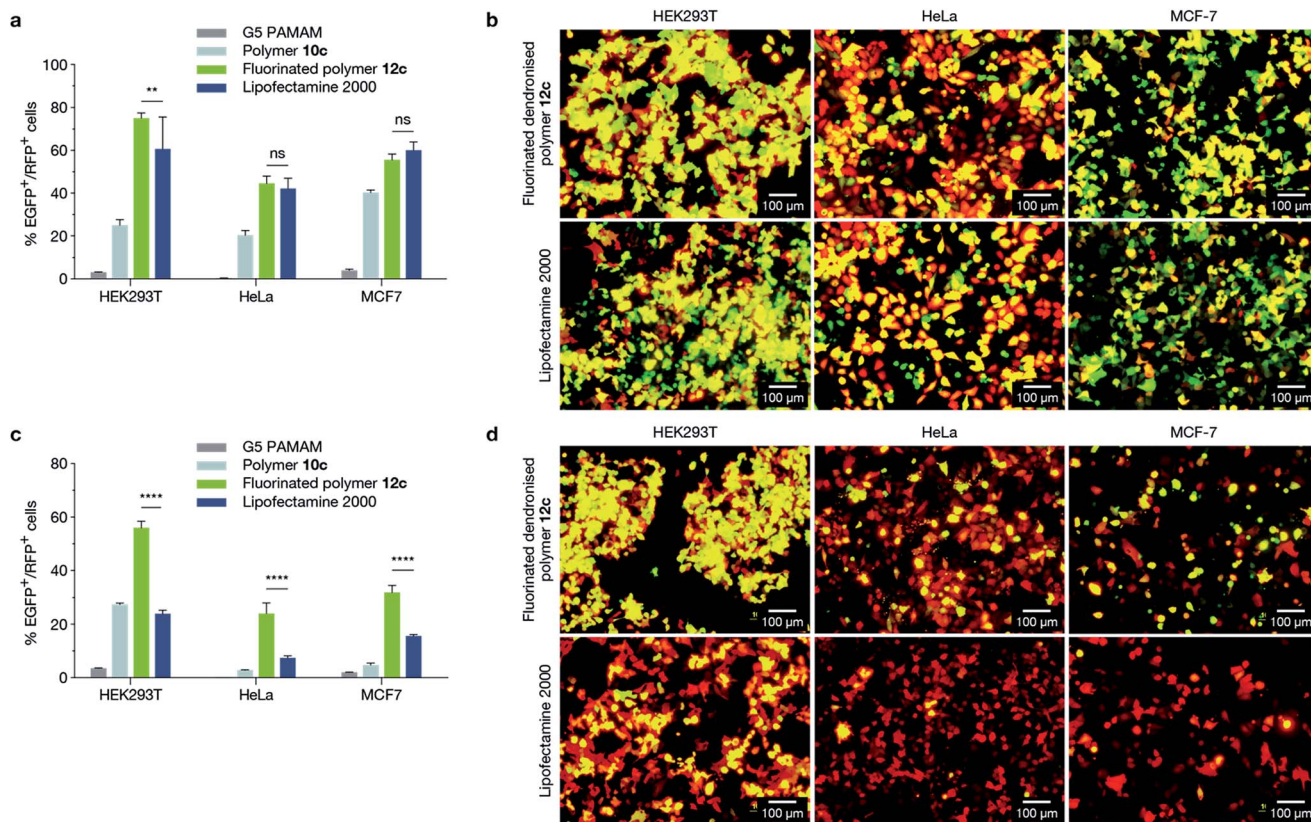 a
G5 PAMAM
Polymer 10c
Fluorinated polymer 12c
Lipofectamine 2000
% EGFP+/RFP+ cells
100
80
60
40
20
0
**
ns
ns
HEK293T
HeLa
MCF7
b
HEK293T
HeLa
MCF-7
Fluorinated dendronised
polymer 12c
100 µm
100 µm
100 µm
Lipofectamine 2000
100 µm
100 µm
100 µm
c
G5 PAMAM
Polymer 10c
Fluorinated polymer 12c
Lipofectamine 2000
% EGFP+/RFP+ cells
80
60
40
20
0
****
****
****
HEK293T
HeLa
MCF7
d
HEK293T
HeLa
MCF-7
Fluorinated dendronised
polymer 12c
100 µm
100 µm
100 µm
Lipofectamine 2000
100 µm
100 µm
100 µm